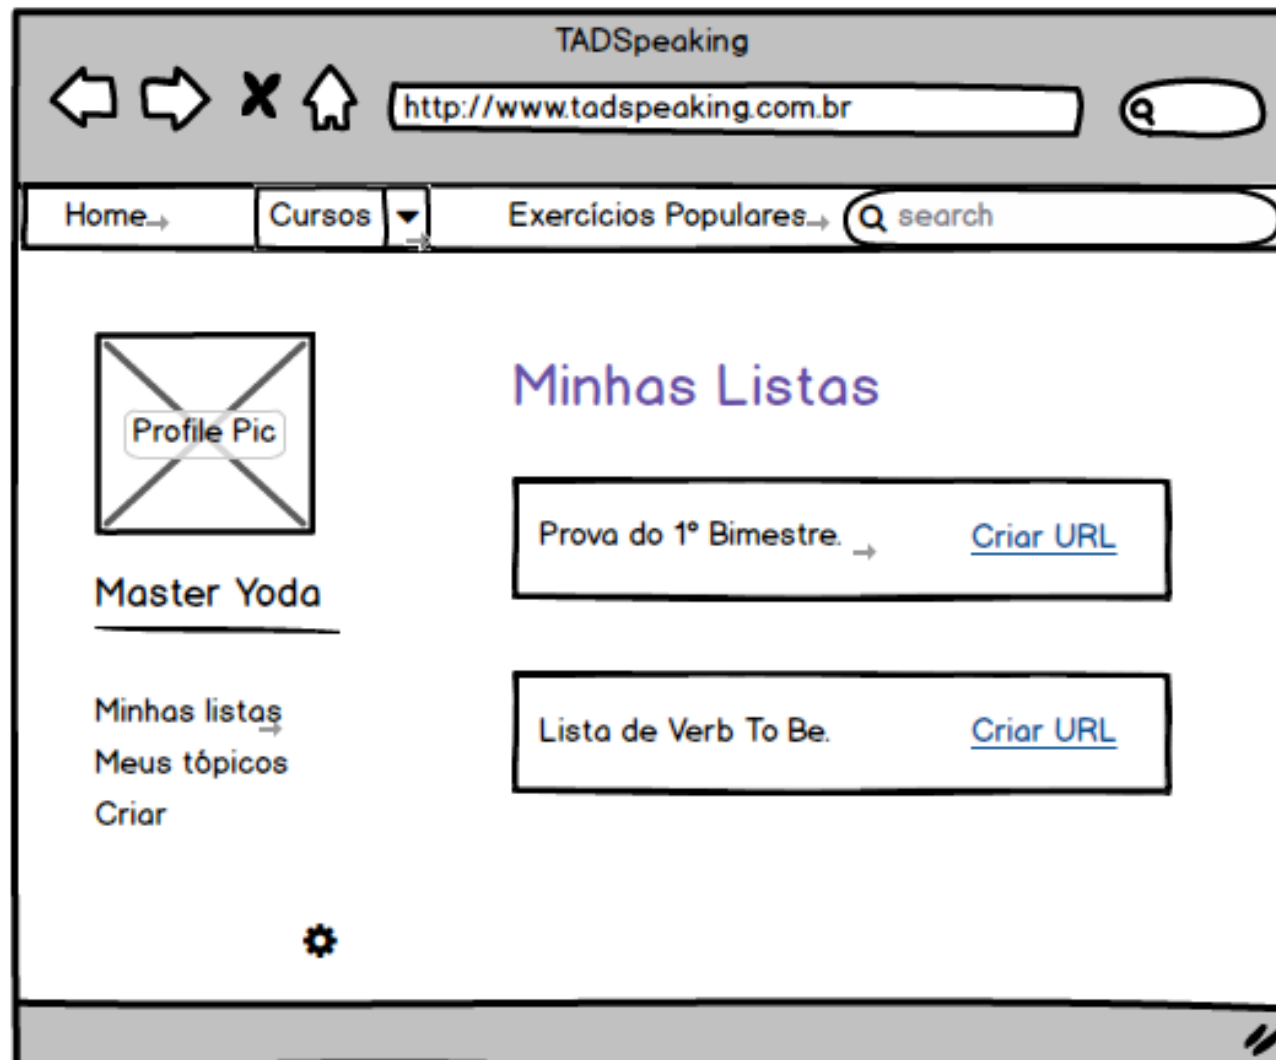 TADSpeaking
http://www.tadspeaking.com.br
Home Cursos Exercícios Populares search
Profile Pic
Minhas Listas
Prova do 1° Bimestre. Criar URL
Master Yoda
Minhas listas
Lista de Verb To Be. Criar URL
Meus tópicos
Criar